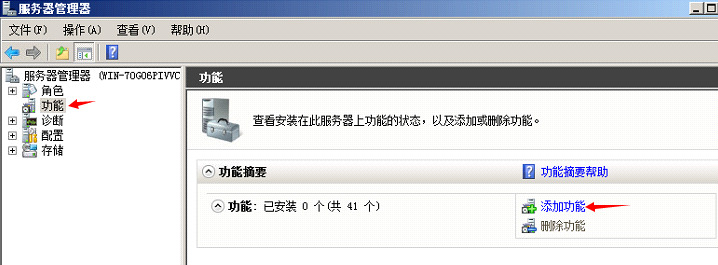 服务器管理器
文件(F) 操作(A) 查看(V) 帮助(H)
服务器管理器 (WIN-7OG06PIVVC
角色
功能
诊断
配置
存储
功能
查看安装在此服务器上功能的状态，以及添加或删除功能。
功能摘要
功能摘要帮助
功能: 已安装 0 个(共 41 个)
添加功能
删除功能